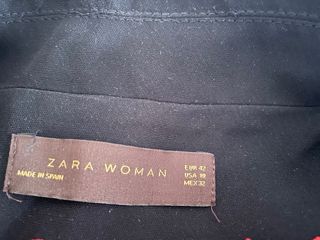 ZARA WOMAN
MADE IN SPAIN
EUR 42
USA 10
MEX 32